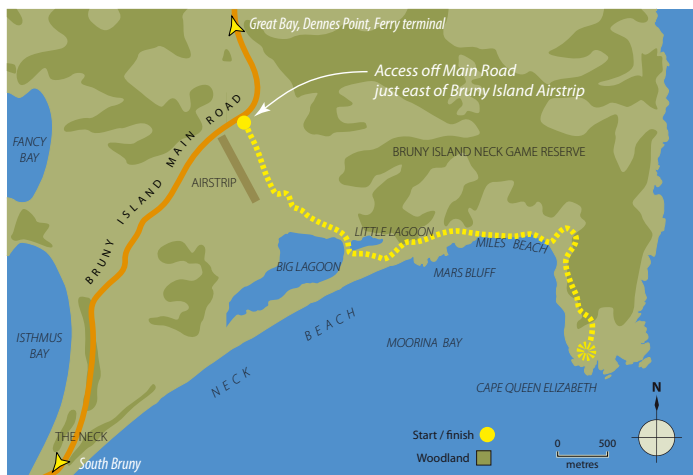 Great Bay, Dennes Point, Ferry terminal
Access off Main Road
just east of Bruny Island Airstrip
BRUNY ISLAND MAIN ROAD
FANCY
BAY
BRUNY ISLAND NECK GAME RESERVE
AIRSTRIP
LITTLE LAGOON
MILES BEACH
BIG LAGOON
MARS BLUFF
NECK BEACH
ISTHMUS
BAY
MOORINA BAY
CAPE QUEEN ELIZABETH
N
THE NECK
South Bruny
Start / finish
Woodland
0 500
metres